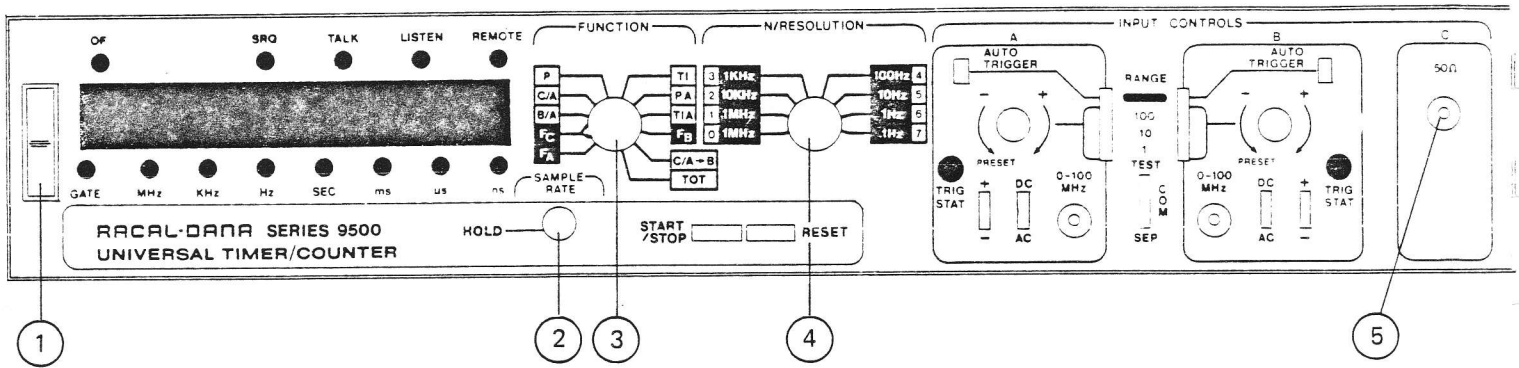 FUNCTION
N/RESOLUTION
INPUT CONTROLS
OF SRQ TALK LISTEN REMOTE
P TI
C/A PA
B/A TIA
FC FB
FA
C/A→B
TOT
3 1KHz 100Hz 4
2 10KHz 10Hz 5
1 1MHz 1Hz 6
0 1MHz .1Hz 7
A
AUTO TRIGGER
- +
PRESET
TRIG STAT
+ -
DC AC
0-100 MHz
RANGE
100
10
1
TEST
COM
SEP
B
AUTO TRIGGER
- +
PRESET
0-100 MHz
DC AC
+ -
TRIG STAT
C
50Ω
GATE MHz KHz Hz SEC ms µs ns
SAMPLE RATE
RACAL-DANA SERIES 9500
UNIVERSAL TIMER/COUNTER
HOLD
START /STOP
RESET
1 2 3 4 5